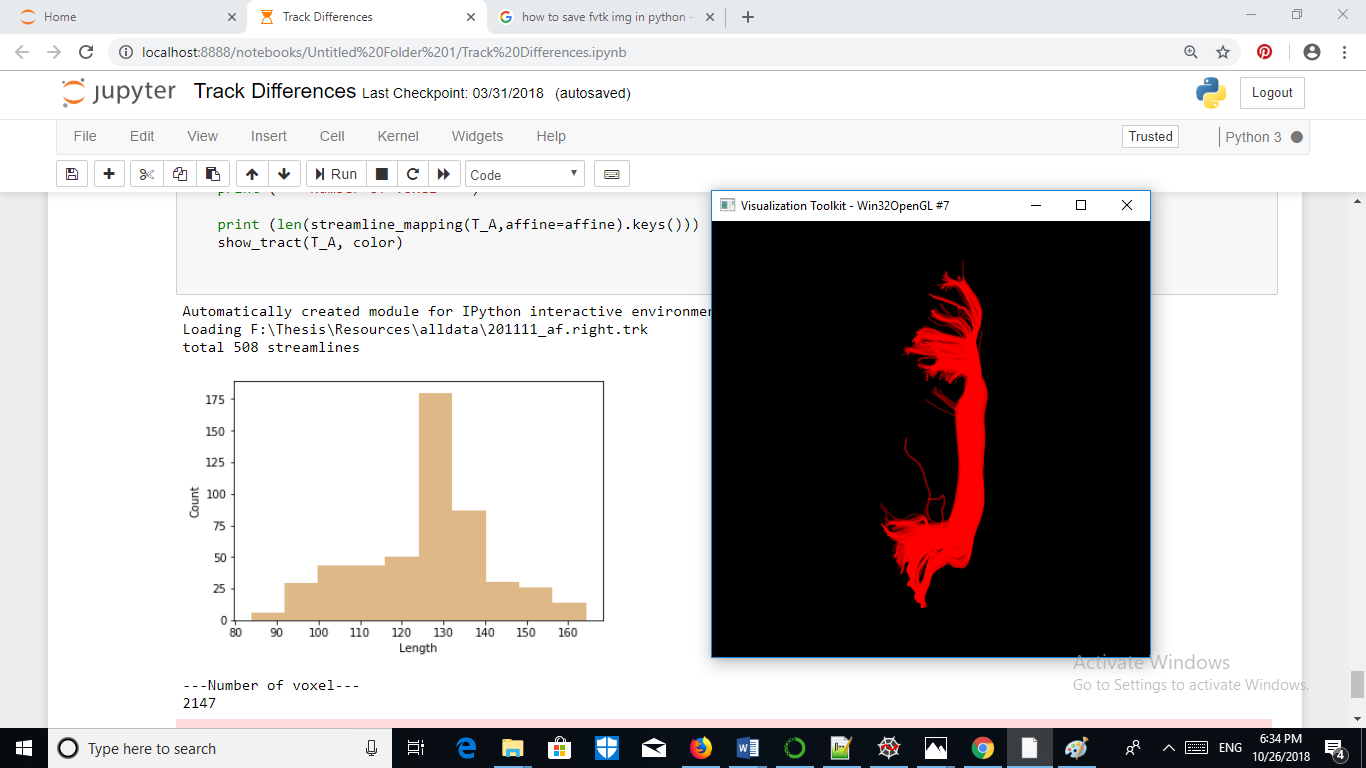 Home
Track Differences
how to save fvtk img in python -
localhost:8888/notebooks/Untitled%20Folder%201/Track%20Differences.ipynb
jupyter Track Differences Last Checkpoint: 03/31/2018 (autosaved)
Logout
File Edit View Insert Cell Kernel Widgets Help
Trusted
Python 3
Run
Code
print (len(streamline_mapping(T_A,affine=affine).keys()))
show_tract(T_A, color)
Automatically created module for IPython interactive
Loading F:\Thesis\Resources\alldata\201111_af.right.trk
total 508 streamlines
175
150
125
100
75
50
25
0
Count
80 90 100 110 120 130 140 150 160
Length
---Number of voxel---
2147
Visualization Toolkit - Win32OpenGL #7
Activate Windows
Go to Settings to activate Windows.
Type here to search
ENG
6:34 PM
10/26/2018
4